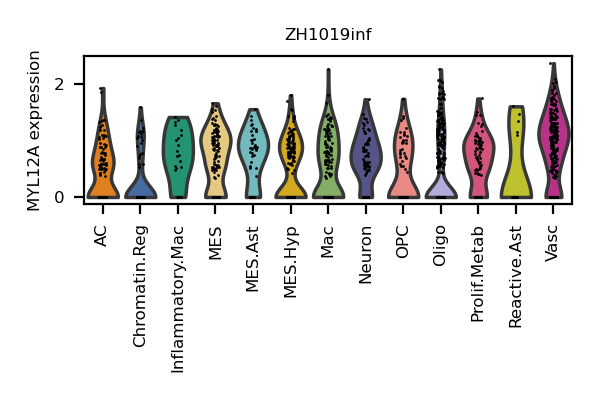 ZH1019inf
MYL12A expression
2
0
AC
Chromatin.Reg
Inflammatory.Mac
MES
MES.Ast
MES.Hyp
Mac
Neuron
OPC
Oligo
Prolif.Metab
Reactive.Ast
Vasc